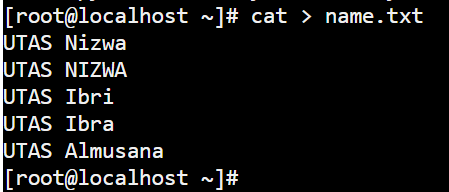 [root@localhost ~]# cat > name.txt
UTAS Nizwa
UTAS NIZWA
UTAS Ibri
UTAS Ibra
UTAS Almusana
[root@localhost ~]#